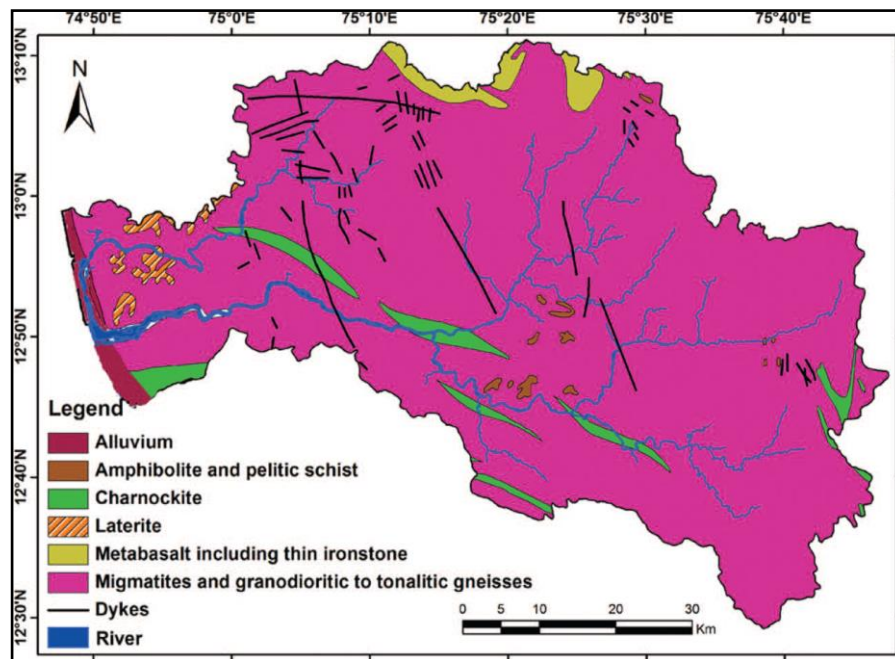 74°50'E 75°0'E 75°10'E 75°20'E 75°30'E 75°40'E
13°10'N
N
13°0'N
12°50'N
12°40'N
12°30'N
Legend
Alluvium
Amphibolite and pelitic schist
Charnockite
Laterite
Metabasalt including thin ironstone
Migmatites and granodioritic to tonalitic gneisses
Dykes
River
0 5 10 20 30
Km